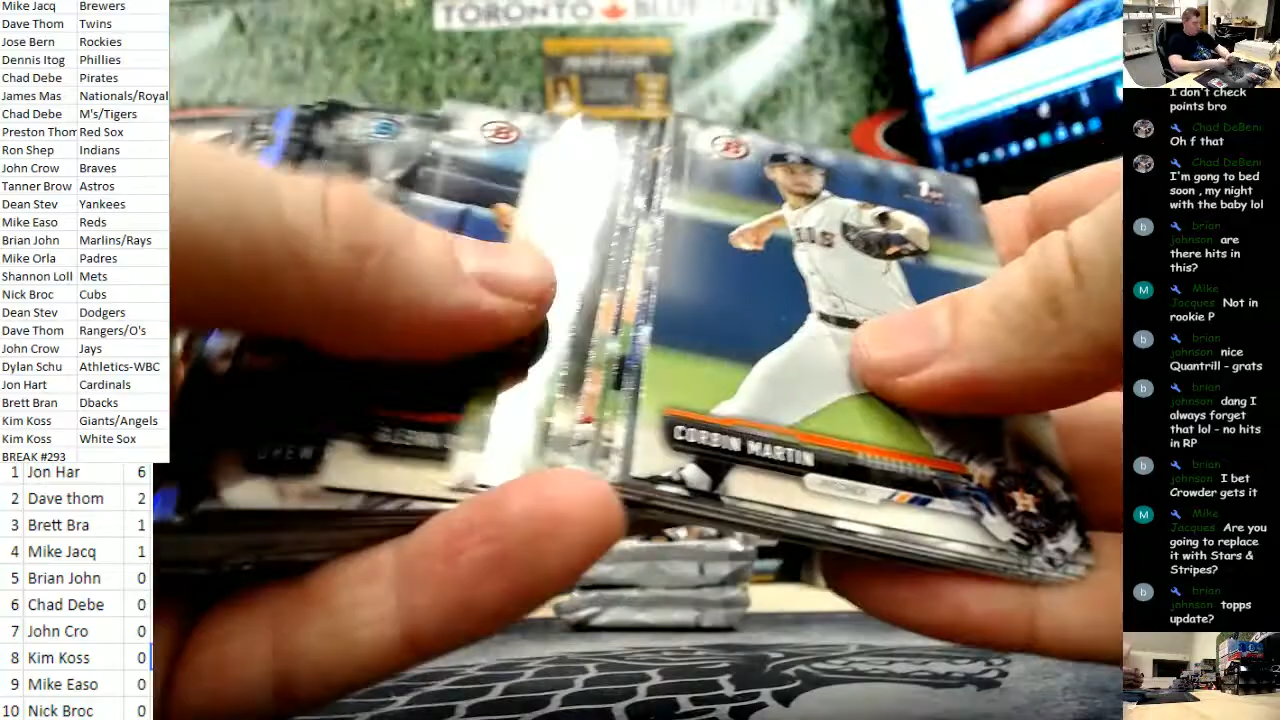 Mike Jacq Brewers
Dave Thom Twins
Jose Bern Rockies
Dennis Itog Phillies
Chad Debe Pirates
James Mas Nationals/Royal
Chad Debe M's/Tigers
Preston Thom Red Sox
Ron Shep Indians
John Crow Braves
Tanner Brow Astros
Dean Stev Yankees
Mike Easo Reds
Brian John Marlins/Rays
Mike Orla Padres
Shannon Loll Mets
Nick Broc Cubs
Dean Stev Dodgers
Dave Thom Rangers/O's
John Crow Jays
Dylan Schu Athletics-WBC
Jon Hart Cardinals
Brett Bran Dbacks
Kim Koss Giants/Angels
Kim Koss White Sox
BREAK #293
1 Jon Har 6
2 Dave thom 2
3 Brett Bra 1
4 Mike Jacq 1
5 Brian John 0
6 Chad Debe 0
7 John Cro 0
8 Kim Koss 0
9 Mike Easo 0
10 Nick Broc 0
TORONTO BLUE JAYS
CORBIN MARTIN
I don't check
points bro
Chad DeBen
Oh f that
Chad DeBen
I'm gong to bed
soon , my night
with the baby lol
brian
johnson are
there hits in
this?
Mike
Jacques Not in
rookie P
brian
johnson nice
Quantrill - grats
brian
johnson dang I
always forget
that lol - no hits
in RP
brian
johnson I bet
Crowder gets it
Mike
Jacques Are you
going to replace
it with Stars &
Stripes?
brian
johnson topps
update?